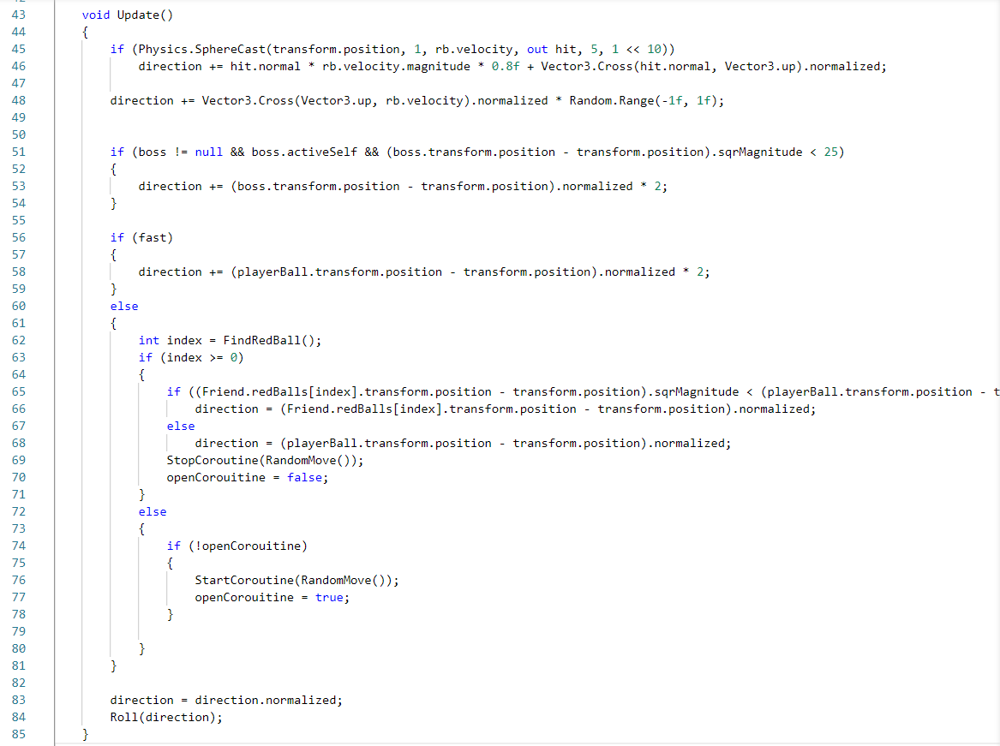 43 void Update()
44 {
45 if (Physics.SphereCast(transform.position, 1, rb.velocity, out hit, 5, 1 << 10))
46 direction += hit.normal * rb.velocity.magnitude * 0.8f + Vector3.Cross(hit.normal, Vector3.up).normalized;
47
48 direction += Vector3.Cross(Vector3.up, rb.velocity).normalized * Random.Range(-1f, 1f);
49
50
51 if (boss != null && boss.activeSelf && (boss.transform.position - transform.position).sqrMagnitude < 25)
52 {
53 direction += (boss.transform.position - transform.position).normalized * 2;
54 }
55
56 if (fast)
57 {
58 direction += (playerBall.transform.position - transform.position).normalized * 2;
59 }
60 else
61 {
62 int index = FindRedBall();
63 if (index >= 0)
64 {
65 if ((Friend.redBalls[index].transform.position - transform.position).sqrMagnitude < (playerBall.transform.position - t
66 direction = (Friend.redBalls[index].transform.position - transform.position).normalized;
67 else
68 direction = (playerBall.transform.position - transform.position).normalized;
69 StopCoroutine(RandomMove());
70 openCorouitine = false;
71 }
72 else
73 {
74 if (!openCorouitine)
75 {
76 StartCoroutine(RandomMove());
77 openCorouitine = true;
78 }
79
80 }
81 }
82
83 direction = direction.normalized;
84 Roll(direction);
85 }